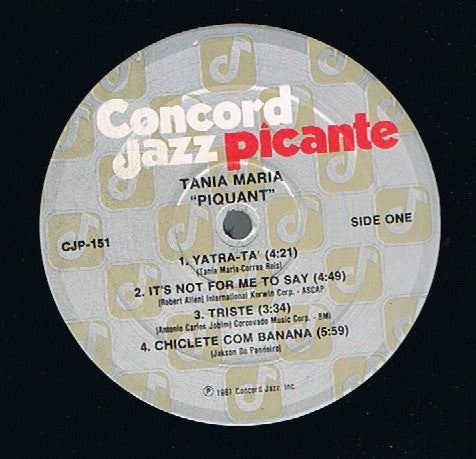 Concord
jazz picante
TANIA MARIA
"PIQUANT"
CJP-151
SIDE ONE
1. YATRA-TA' (4:21)
(Tania Maria-Correa Reis)
2. IT'S NOT FOR ME TO SAY (4:49)
(Robert Allen) International Korwin Corp. - ASCAP
3. TRISTE (3:34)
(Antonio Carlos Jobim) Corcovado Music Corp. - BMI
4. CHICLETE COM BANANA (5:59)
(Jakson Do Pandeiro)
℗ 1981 Concord Jazz, Inc.